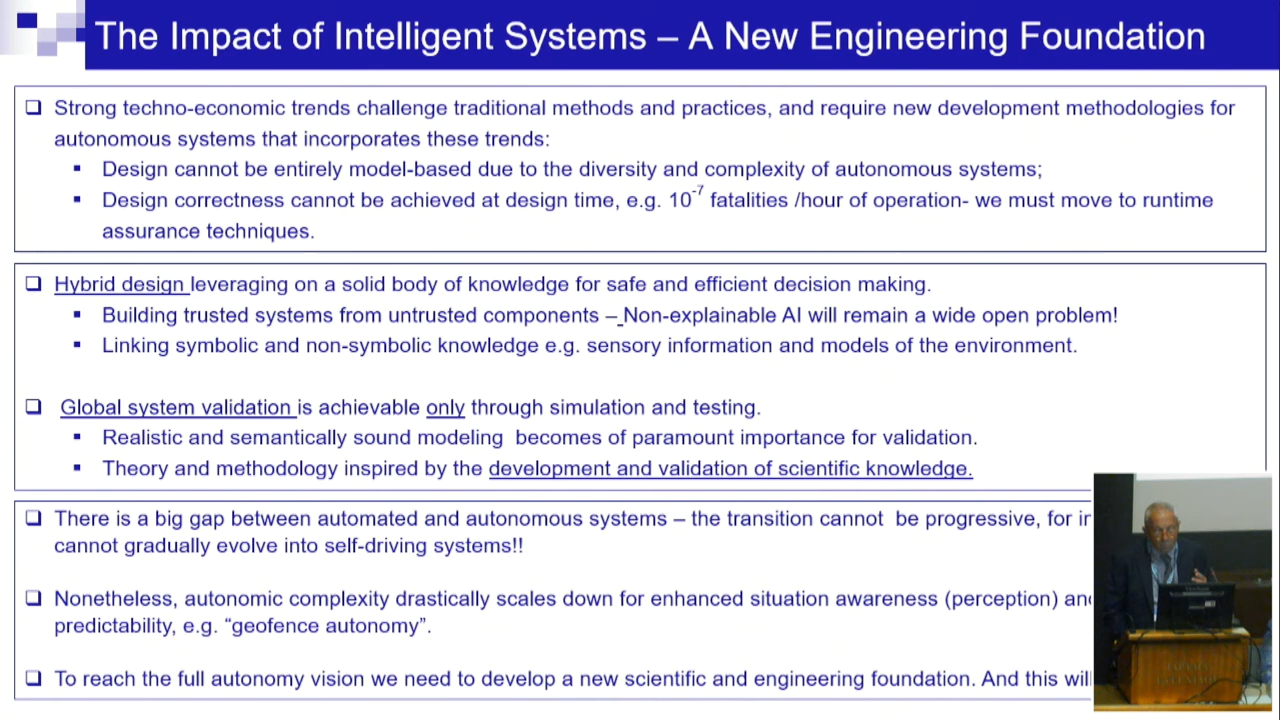 The Impact of Intelligent Systems – A New Engineering Foundation
Strong techno-economic trends challenge traditional methods and practices, and require new development methodologies for
autonomous systems that incorporates these trends:
Design cannot be entirely model-based due to the diversity and complexity of autonomous systems;
Design correctness cannot be achieved at design time, e.g. 10⁻⁷ fatalities /hour of operation- we must move to runtime
assurance techniques.
Hybrid design leveraging on a solid body of knowledge for safe and efficient decision making.
Building trusted systems from untrusted components – Non-explainable AI will remain a wide open problem!
Linking symbolic and non-symbolic knowledge e.g. sensory information and models of the environment.
Global system validation is achievable only through simulation and testing.
Realistic and semantically sound modeling becomes of paramount importance for validation.
Theory and methodology inspired by the development and validation of scientific knowledge.
There is a big gap between automated and autonomous systems – the transition cannot be progressive, for
cannot gradually evolve into self-driving systems!!
Nonetheless, autonomic complexity drastically scales down for enhanced situation awareness (perception)
predictability, e.g. “geofence autonomy”.
To reach the full autonomy vision we need to develop a new scientific and engineering foundation. And this